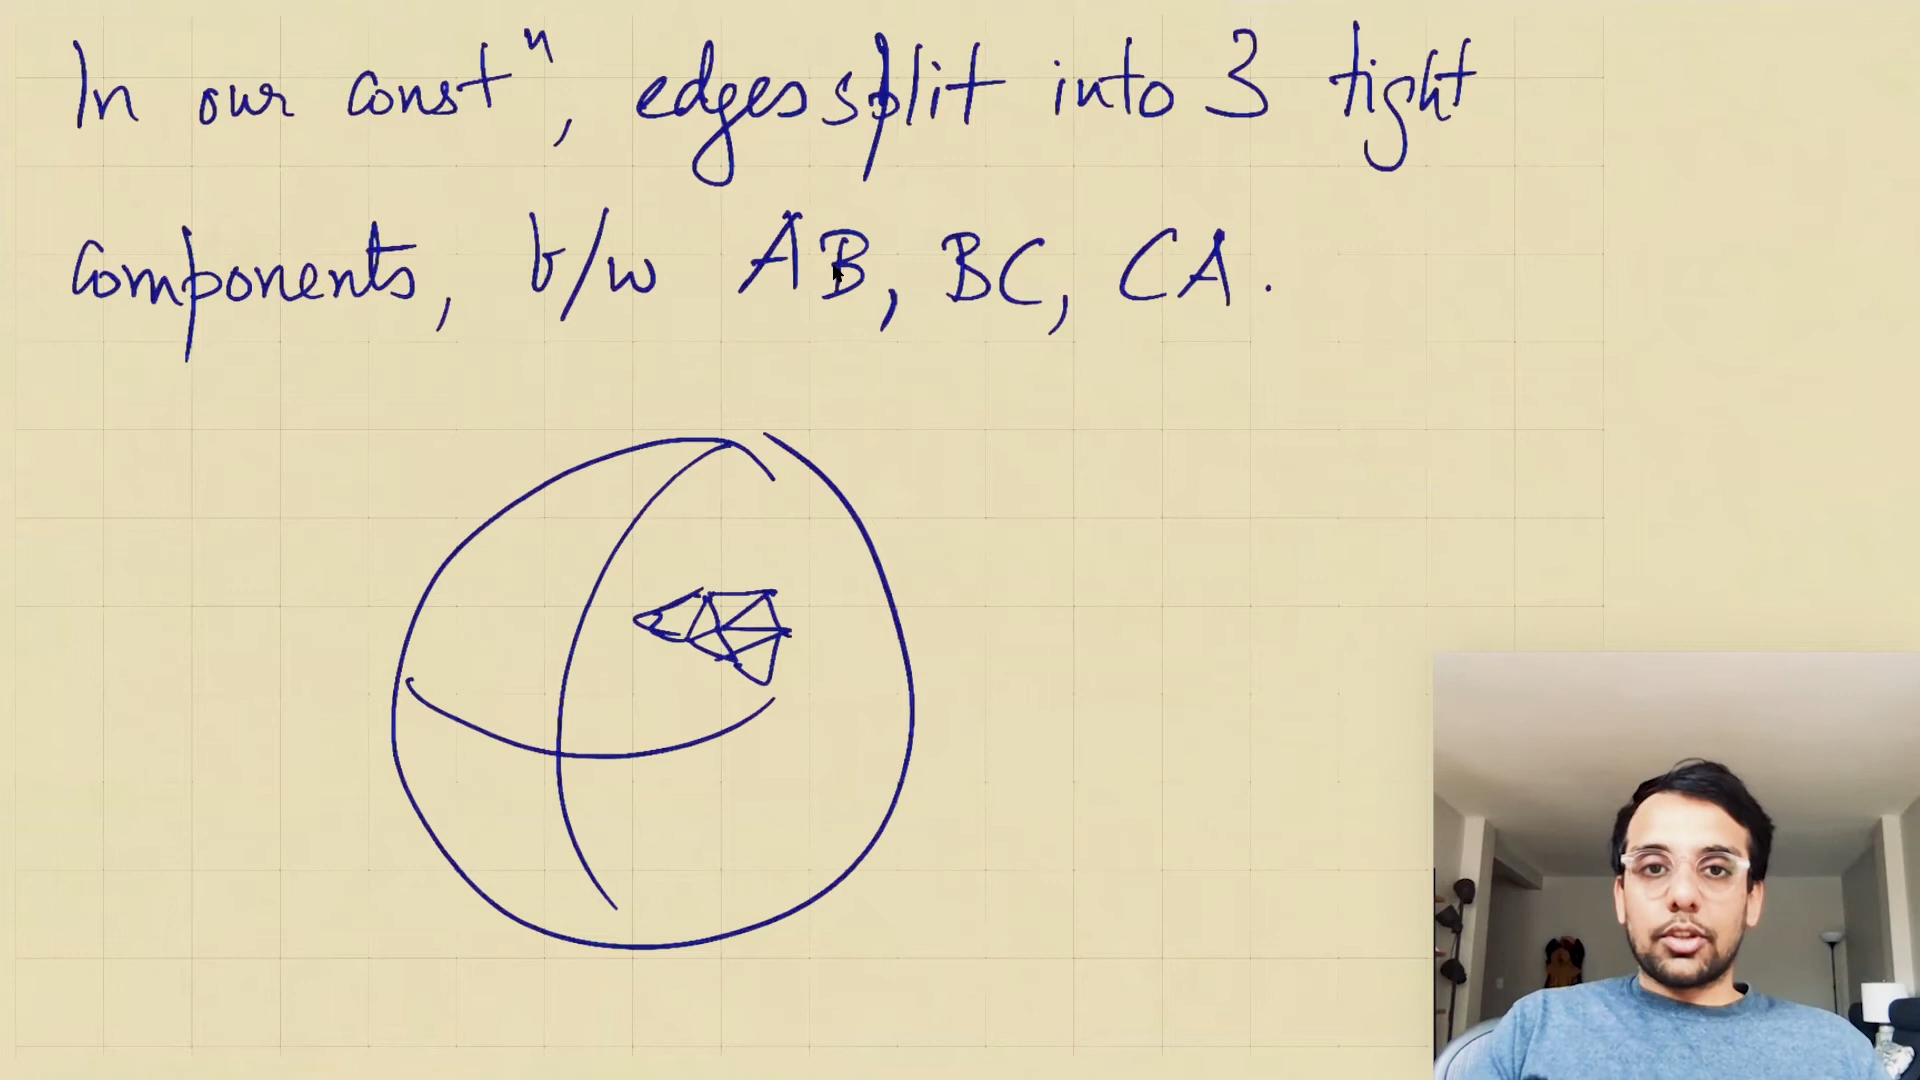 In our constⁿ, edges split into 3 tight
components, b/w AB, BC, CA.